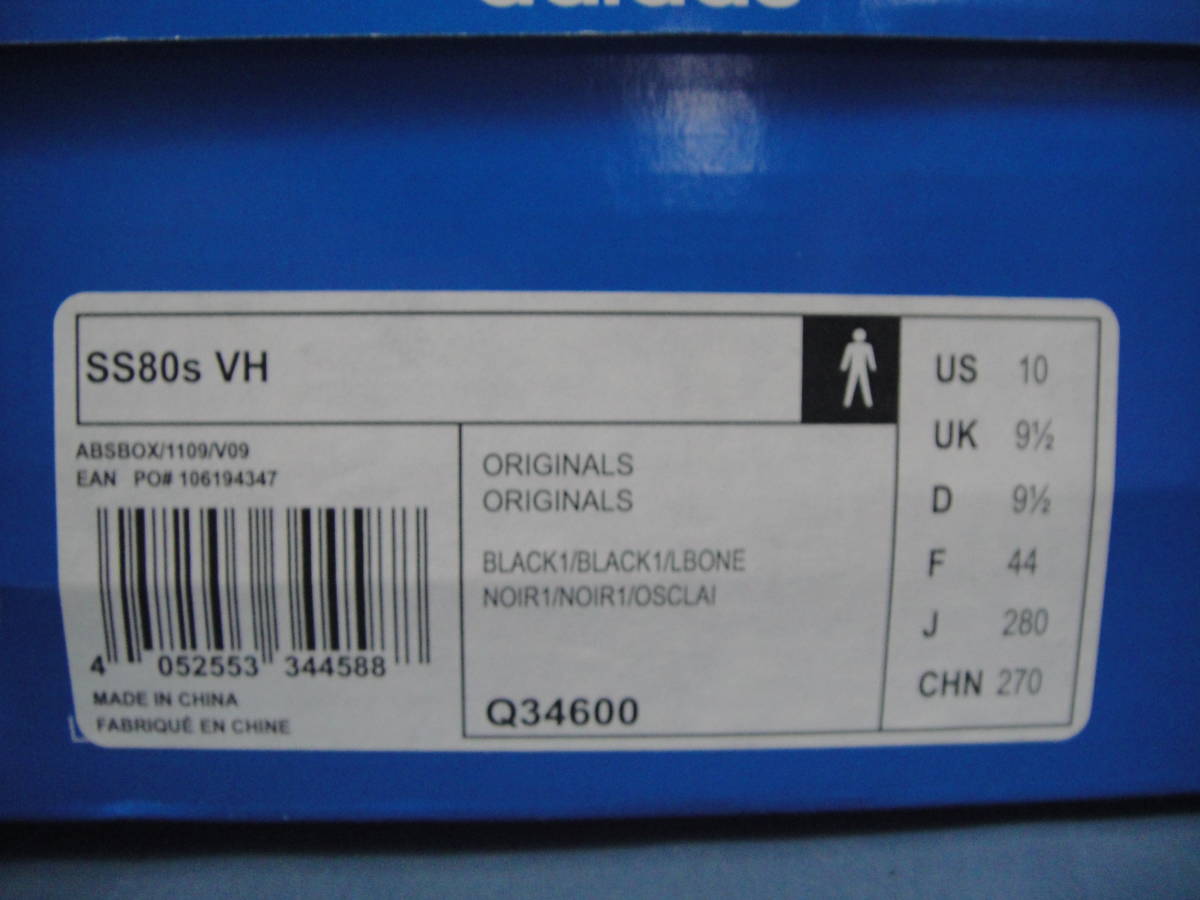 adidas
SS80s VH
ABSBOX/1109/V09
EAN PO# 106194347
4 052553 344588
MADE IN CHINA
FABRIQUÉ EN CHINE
ORIGINALS
ORIGINALS
BLACK1/BLACK1/LBONE
NOIR1/NOIR1/OSCLAI
Q34600
US 10
UK 9½
D 9½
F 44
J 280
CHN 270